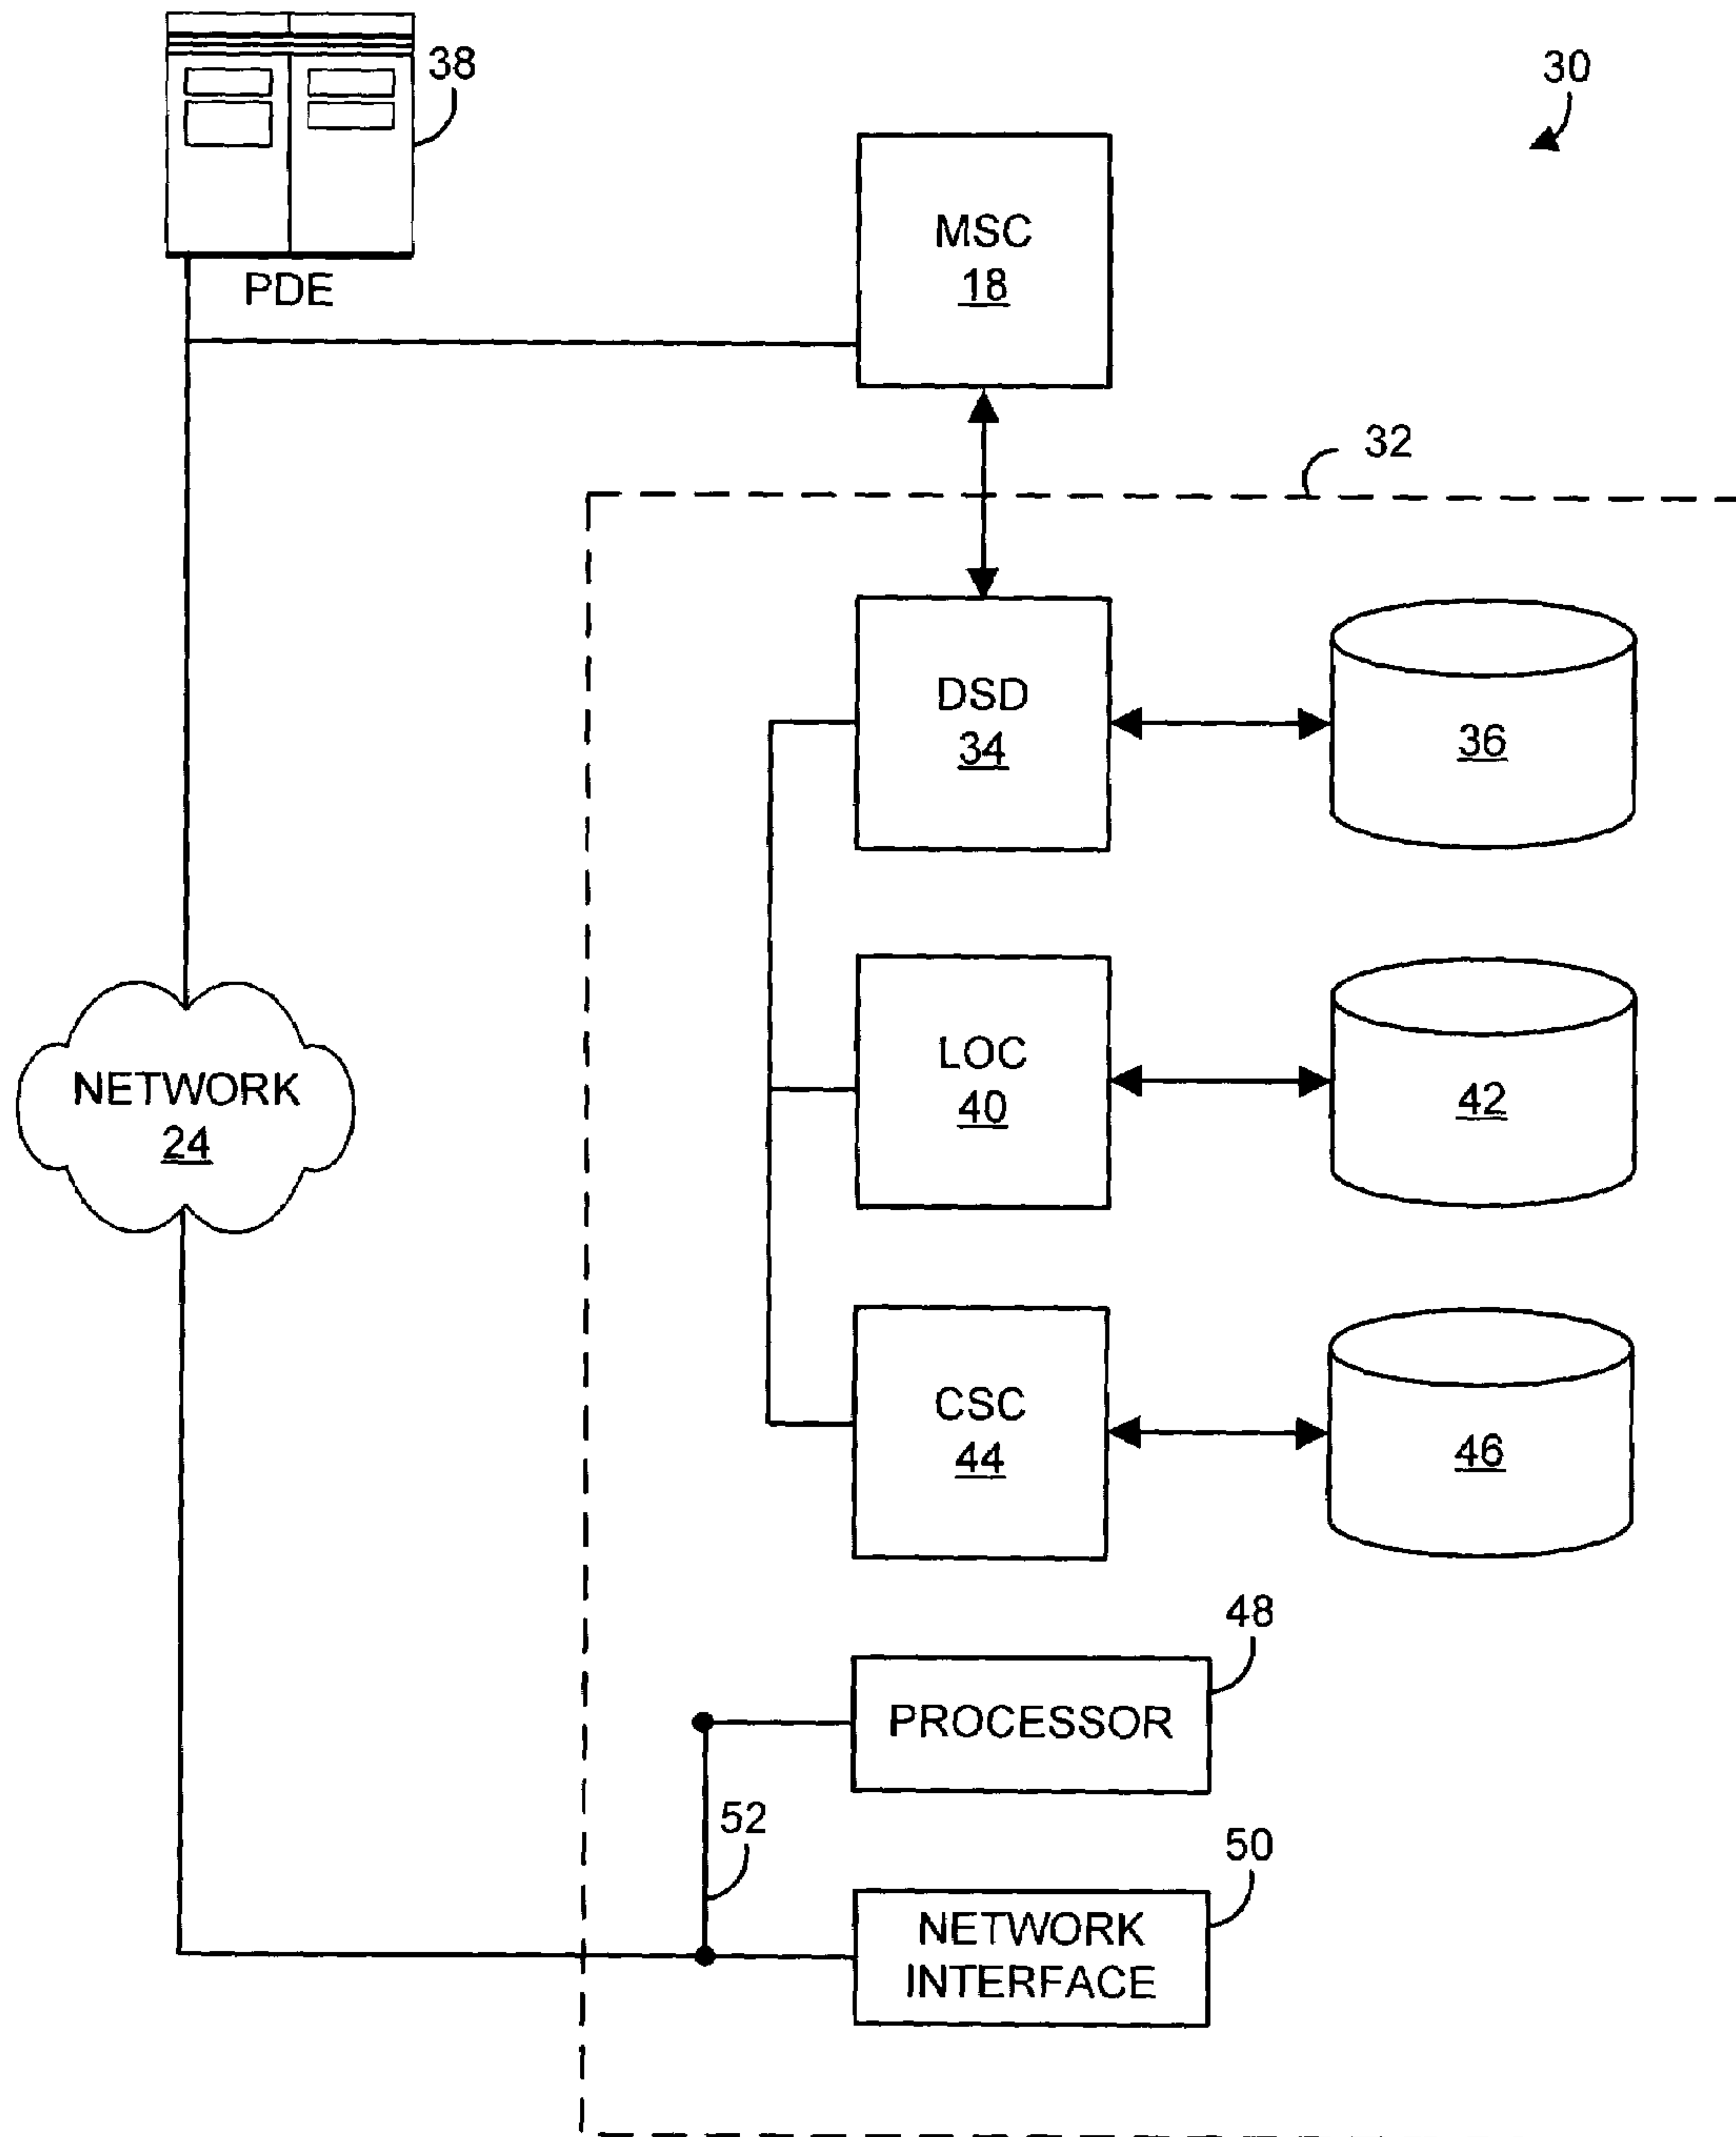 38
30
MSC
18
PDE
32
DSD
34
36
LOC
40
42
NETWORK
24
CSC
44
46
48
PROCESSOR
52
50
NETWORK
INTERFACE